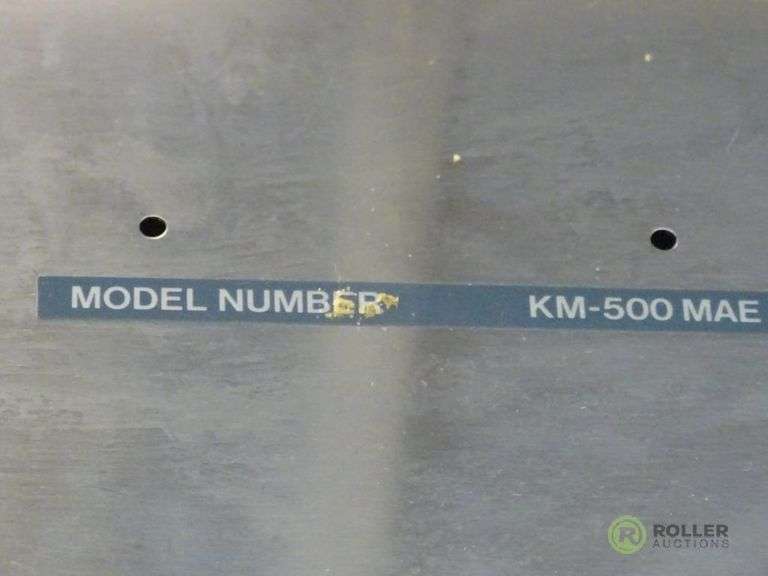 MODEL NUMBER KM-500 MAE
R ROLLER
AUCTIONS